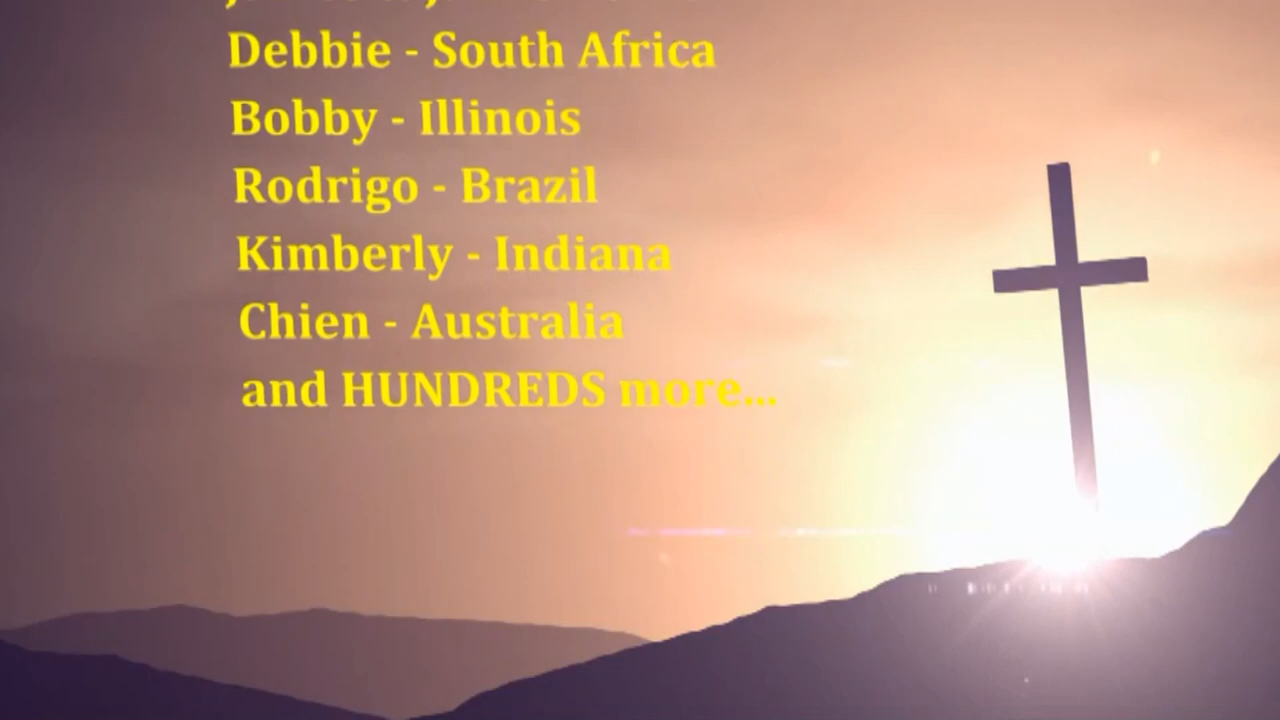 Debbie - South Africa
Bobby - Illinois
Rodrigo - Brazil
Kimberly - Indiana
Chien - Australia
and HUNDREDS more...